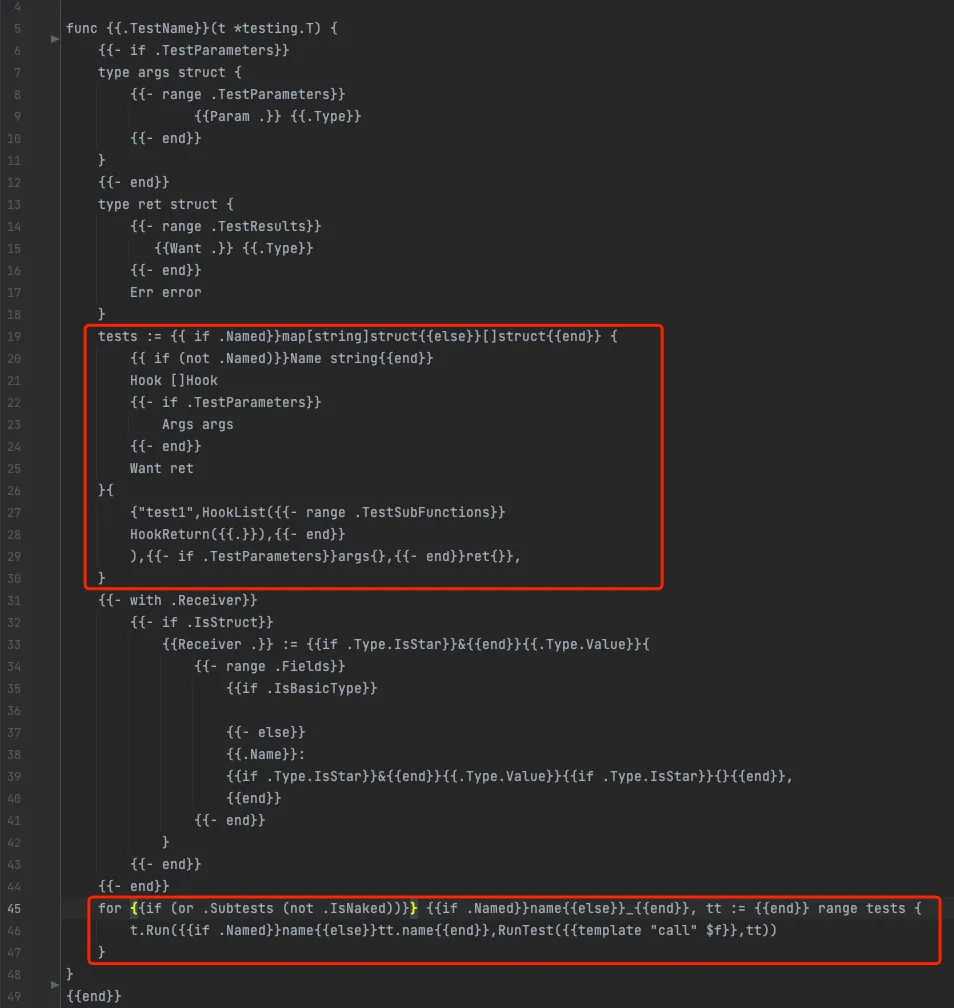 4
5 func {{.TestName}}(t *testing.T) {
6     {{- if .TestParameters}}
7     type args struct {
8         {{- range .TestParameters}}
9                 {{Param .}} {{.Type}}
10         {{- end}}
11     }
12     {{- end}}
13     type ret struct {
14         {{- range .TestResults}}
15            {{Want .}} {{.Type}}
16         {{- end}}
17         Err error
18     }
19     tests := {{ if .Named}}map[string]struct{{else}}[]struct{{end}} {
20         {{ if (not .Named)}}Name string{{end}}
21         Hook []Hook
22         {{- if .TestParameters}}
23             Args args
24         {{- end}}
25         Want ret
26     }{
27         {"test1",HookList({{- range .TestSubFunctions}}
28         HookReturn({{.}}),{{- end}}
29         ),{{- if .TestParameters}}args{},{{- end}}ret{}},
30     }
31     {{- with .Receiver}}
32         {{- if .IsStruct}}
33             {{Receiver .}} := {{if .Type.IsStar}}&{{end}}{{.Type.Value}}{
34                 {{- range .Fields}}
35                     {{if .IsBasicType}}
36
37                     {{- else}}
38                     {{.Name}}:
39                     {{if .Type.IsStar}}&{{end}}{{.Type.Value}}{{if .Type.IsStar}}{}{{end}},
40                     {{end}}
41                 {{- end}}
42             }
43         {{- end}}
44     {{- end}}
45     for {{if (or .Subtests (not .IsNaked))}} {{if .Named}}name{{else}}_{{end}}, tt := {{end}} range tests {
46         t.Run({{if .Named}}name{{else}}tt.name{{end}},RunTest({{template "call" $f}},tt))
47     }
48 }
49 {{end}}